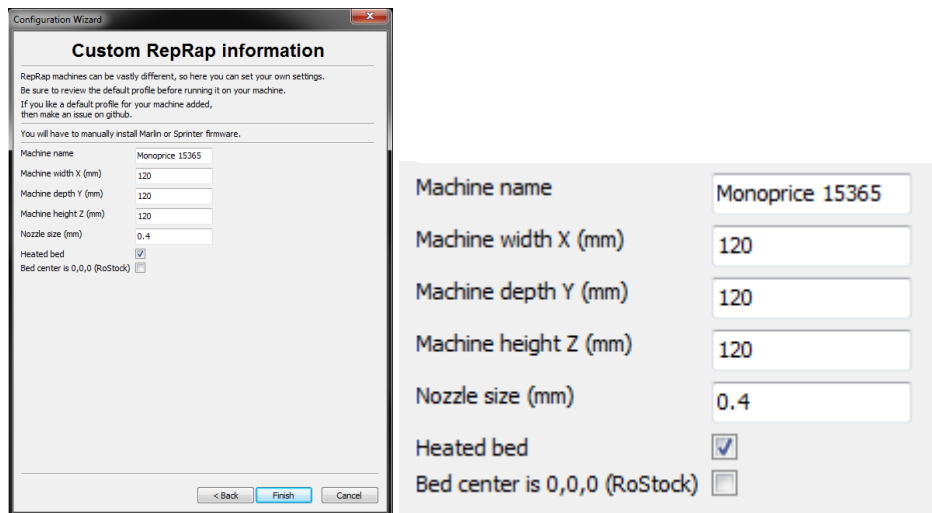 Configuration Wizard
Custom RepRap information
RepRap machines can be vastly different, so here you can set your own settings.
Be sure to review the default profile before running it on your machine.
If you like a default profile for your machine added,
then make an issue on github.
You will have to manually install Marlin or Sprinter firmware.
Machine name Monoprice 15365
Machine width X (mm) 120
Machine depth Y (mm) 120
Machine height Z (mm) 120
Nozzle size (mm) 0.4
Heated bed
Bed center is 0,0,0 (RoStock)
< Back Finish Cancel
Machine name Monoprice 15365
Machine width X (mm) 120
Machine depth Y (mm) 120
Machine height Z (mm) 120
Nozzle size (mm) 0.4
Heated bed
Bed center is 0,0,0 (RoStock)